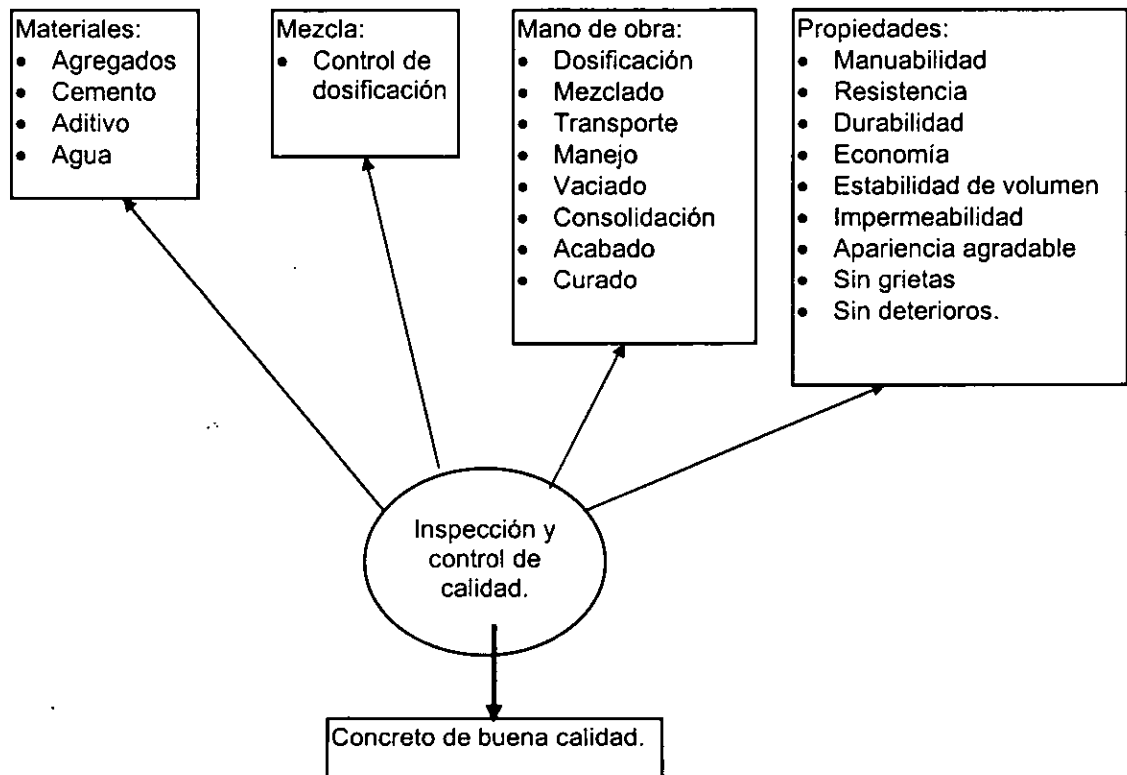 Materiales:
• Agregados
• Cemento
• Aditivo
• Agua
Mezcla:
• Control de
dosificación
Mano de obra:
• Dosificación
• Mezclado
• Transporte
• Manejo
• Vaciado
• Consolidación
• Acabado
• Curado
Propiedades:
• Manuabilidad
• Resistencia
• Durabilidad
• Economía
• Estabilidad de volumen
• Impermeabilidad
• Apariencia agradable
• Sin grietas
• Sin deterioros.
Inspección y
control de
calidad.
Concreto de buena calidad.